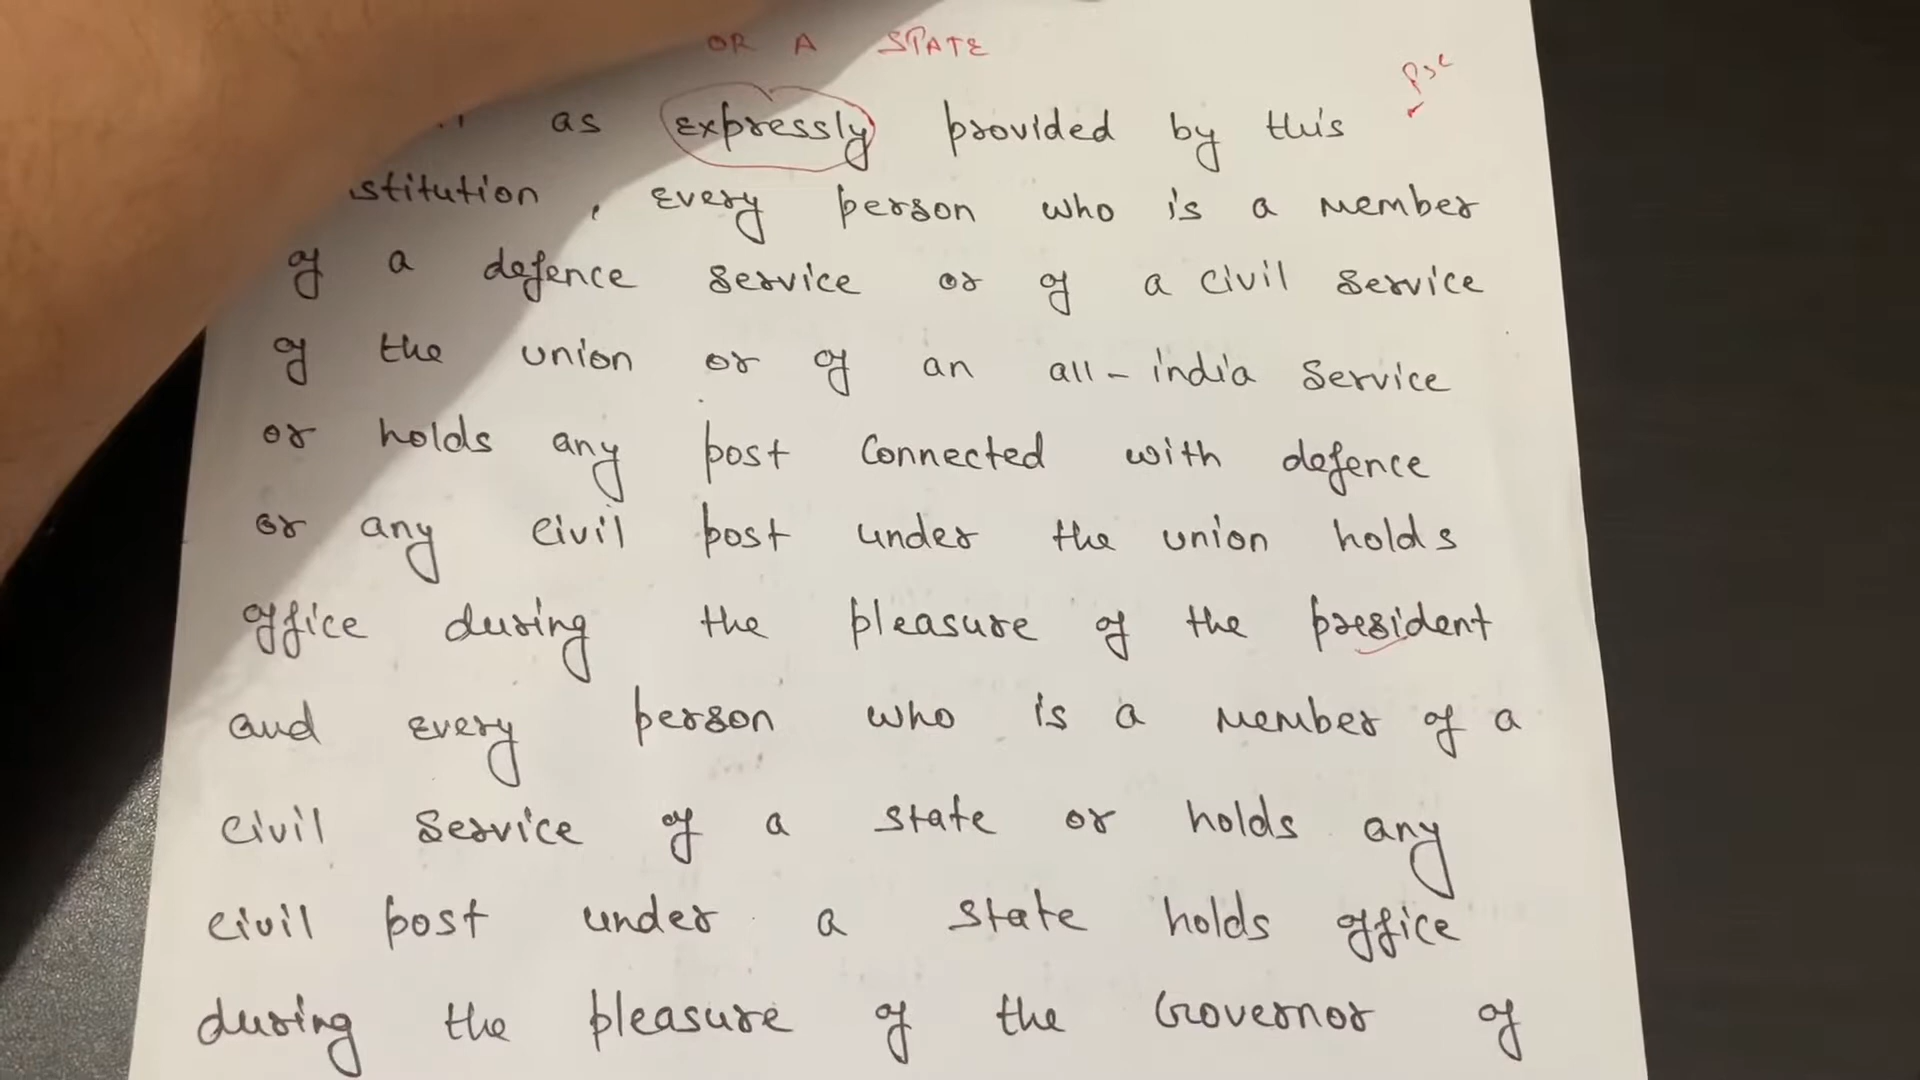 OR A STATE
PSC
as expressly provided by this
stitution, Every person who is a member
of a defence service or of a civil service
of the union or of an all-india service
or holds any post connected with defence
or any civil post under the union holds
office during the pleasure of the president
and every person who is a member of a
civil service of a state or holds any
civil post under a state holds office
during the pleasure of the Governor of